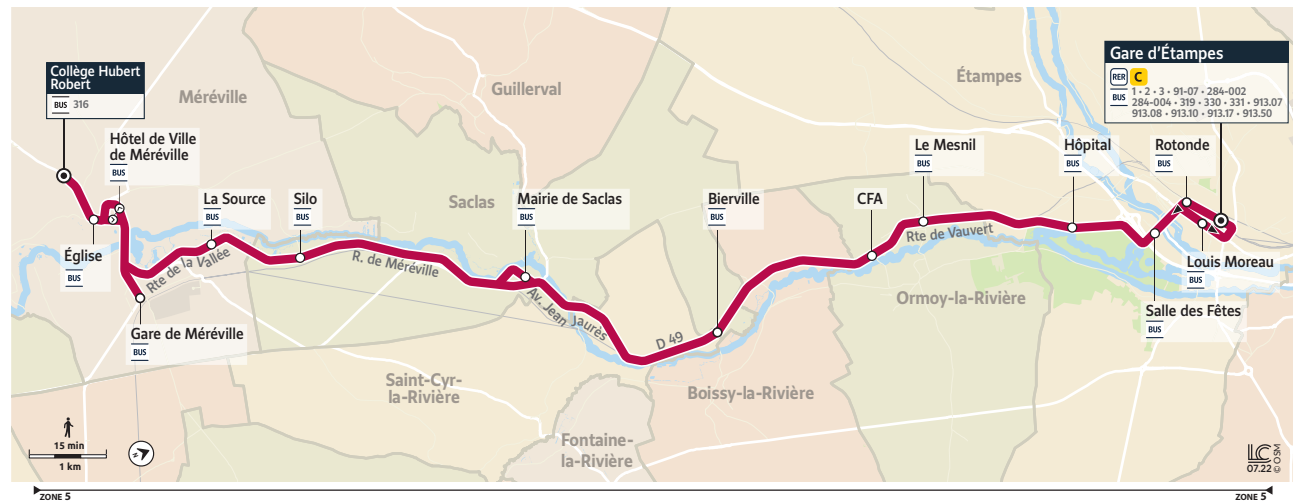 Collège Hubert
Robert
BUS 316
Méréville
Hôtel de Ville
de Méréville
BUS
Église
BUS
La Source
BUS
Silo
BUS
Rte de la Vallée
Gare de Méréville
BUS
Guillerval
Saclas
R. de Méréville
Mairie de Saclas
BUS
Av. Jean Jaurès
Saint-Cyr-
la-Rivière
Fontaine-
la-Rivière
D 49
Bierville
BUS
Boissy-la-Rivière
CFA
Le Mesnil
BUS
Rte de Vauvert
Ormoy-la-Rivière
Étampes
Hôpital
BUS
Rotonde
BUS
Gare d'Étampes
RER C
BUS
1 • 2 • 3 • 91-07 • 284-002
284-004 • 319 • 330 • 331 • 913.07
913.08 • 913.10 • 913.17 • 913.50
Louis Moreau
BUS
Salle des Fêtes
BUS
15 min
1 km
N
LC
07.22
© OSM
ZONE 5
ZONE 5